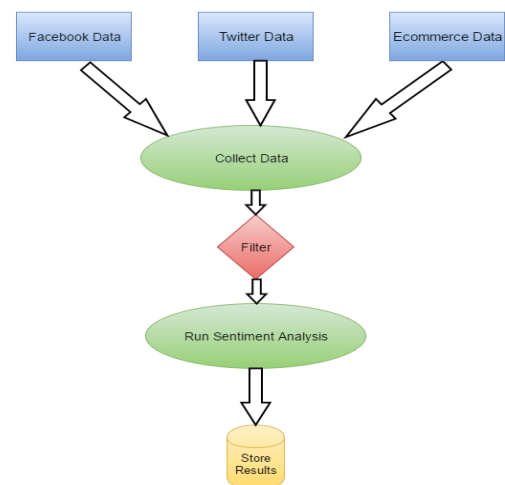 Facebook Data
Twitter Data
Ecommerce Data
Collect Data
Filter
Run Sentiment Analysis
Store
Results